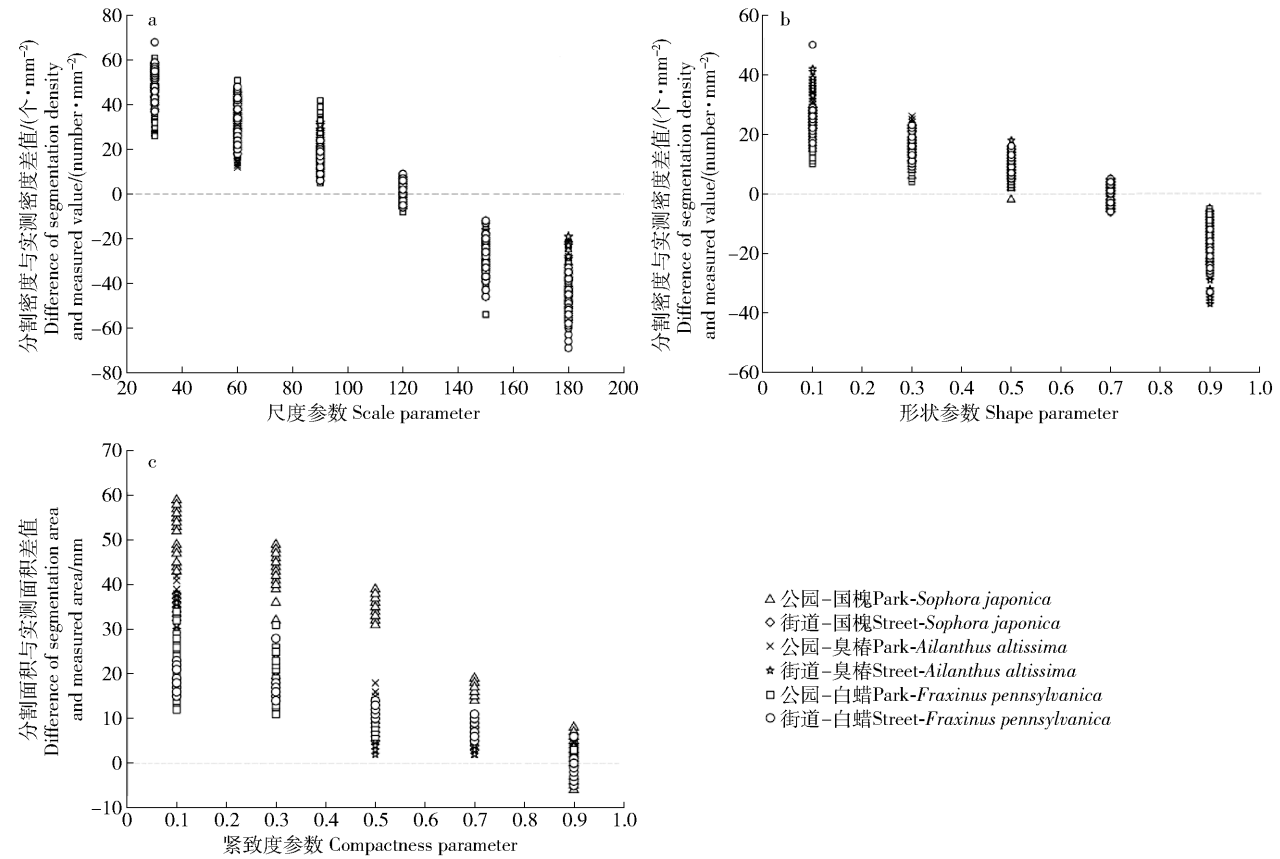 a
分割密度与实测密度差值/(个·mm⁻²)
Difference of segmentation density
and measured value/(number·mm⁻²)
80
60
40
20
0
−20
−40
−60
−80
20 40 60 80 100 120 140 160 180 200
尺度参数 Scale parameter
b
分割密度与实测密度差值/(个·mm⁻²)
Difference of segmentation density
and measured value/(number·mm⁻²)
60
40
20
0
−20
−40
−60
0 0.1 0.2 0.3 0.4 0.5 0.6 0.7 0.8 0.9 1.0
形状参数 Shape parameter
c
分割面积与实测面积差值
Difference of segmentation area
and measured area/mm
70
60
50
40
30
20
10
0
−10
0 0.1 0.2 0.3 0.4 0.5 0.6 0.7 0.8 0.9 1.0
紧致度参数 Compactness parameter
公园–国槐Park-Sophora japonica
街道–国槐Street-Sophora japonica
公园–臭椿Park-Ailanthus altissima
街道–臭椿Street-Ailanthus altissima
公园–白蜡Park-Fraxinus pennsylvanica
街道–白蜡Street-Fraxinus pennsylvanica